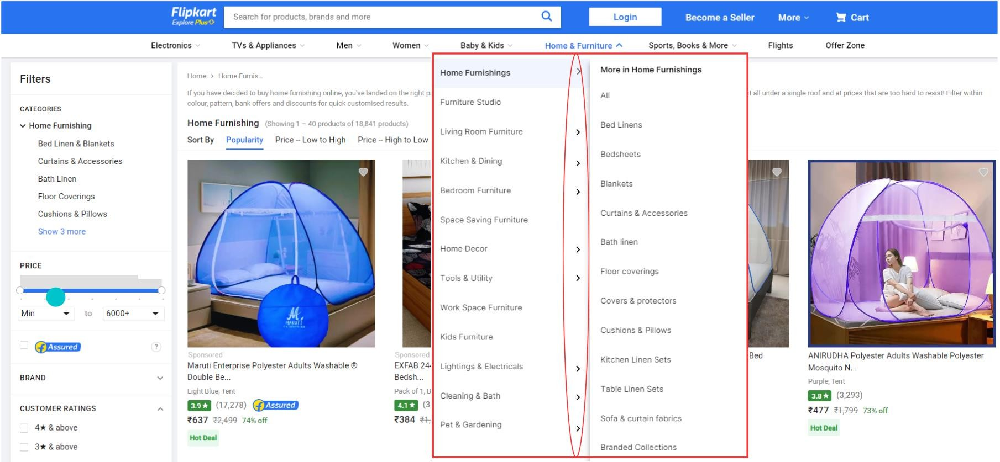 Flipkart
Explore Plus
Search for products, brands and more
Login
Become a Seller
More
Cart
Electronics
TVs & Appliances
Men
Women
Baby & Kids
Home & Furniture
Sports, Books & More
Flights
Offer Zone
Filters
CATEGORIES
Home Furnishing
Bed Linen & Blankets
Curtains & Accessories
Bath Linen
Floor Coverings
Cushions & Pillows
Show 3 more
PRICE
Min
to
6000+
Assured
?
BRAND
CUSTOMER RATINGS
4★ & above
3★ & above
Home > Home Furnis...
If you have decided to buy home furnishing online, you've landed on the right
t all under a single roof and at prices that are too hard to resist! Filter within
colour, pattern, bank offers and discounts for quick customised results.
Home Furnishing (Showing 1 – 40 products of 18,841 products)
Sort By Popularity Price -- Low to High Price -- High to Low
MARUTI
ENTERPRISE
Sponsored
Maruti Enterprise Polyester Adults Washable ®
Double Be...
Light Blue, Tent
3.9★ (17,278) Assured
₹637 ₹2,499 74% off
Hot Deal
Sponsored
EXFAB 24
Bedsh...
Pack of 1, B
4.1★ (3
₹384 ₹1,
Home Furnishings
Furniture Studio
Living Room Furniture
Kitchen & Dining
Bedroom Furniture
Space Saving Furniture
Home Decor
Tools & Utility
Work Space Furniture
Kids Furniture
Lightings & Electricals
Cleaning & Bath
Pet & Gardening
More in Home Furnishings
All
Bed Linens
Bedsheets
Blankets
Curtains & Accessories
Bath linen
Floor coverings
Covers & protectors
Cushions & Pillows
Kitchen Linen Sets
Table Linen Sets
Sofa & curtain fabrics
Branded Collections
Bed
ANIRUDHA Polyester Adults Washable Polyester
Mosquito N...
Purple, Tent
3.8★ (3,293)
₹477 ₹1,799 73% off
Hot Deal